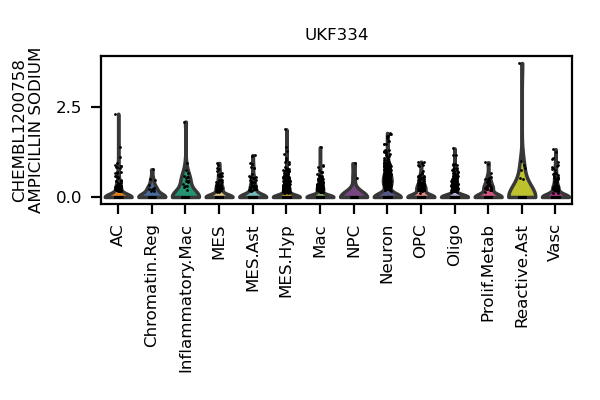 UKF334
CHEMBL1200758
AMPICILLIN SODIUM
2.5
0.0
AC
Chromatin.Reg
Inflammatory.Mac
MES
MES.Ast
MES.Hyp
Mac
NPC
Neuron
OPC
Oligo
Prolif.Metab
Reactive.Ast
Vasc